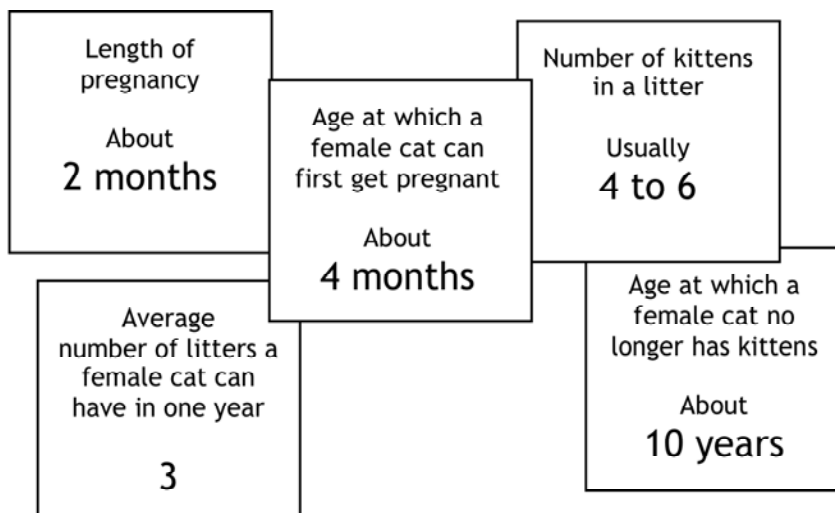 Length of
pregnancy
About
2 months
Age at which a
female cat can
first get pregnant
About
4 months
Number of kittens
in a litter
Usually
4 to 6
Average
number of litters a
female cat can
have in one year
3
Age at which a
female cat no
longer has kittens
About
10 years